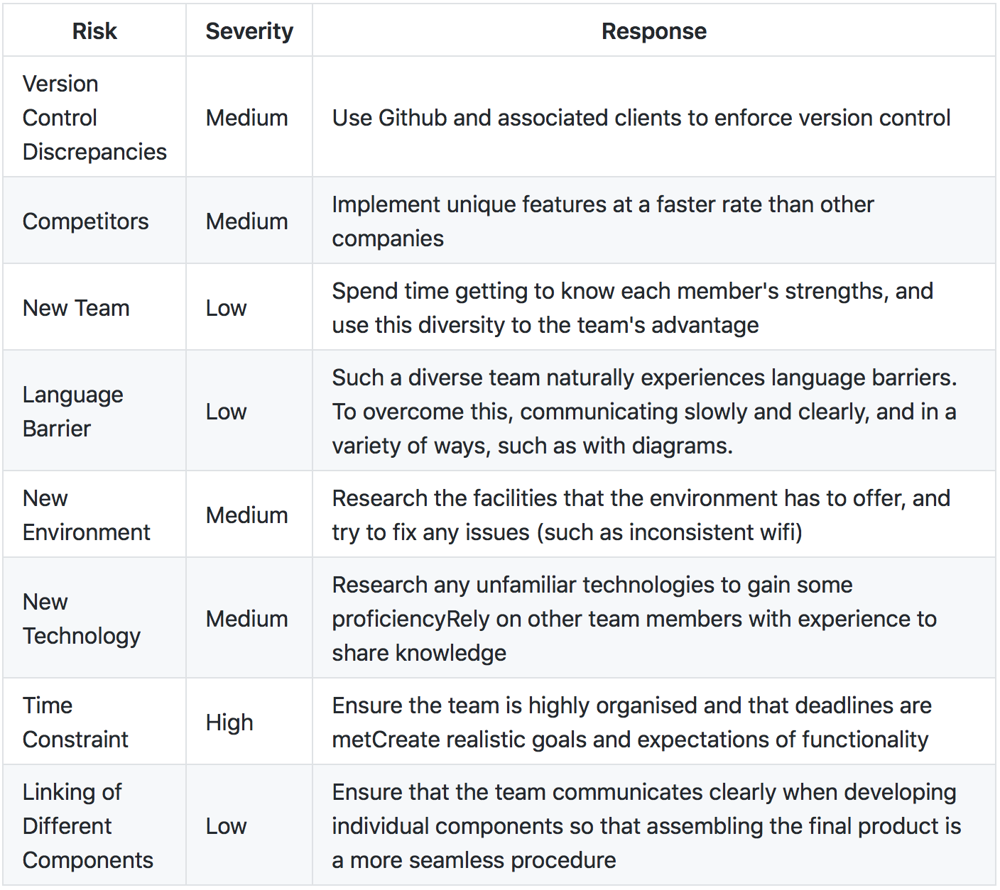 Risk Severity Response
Version
Control
Discrepancies
Medium
Use Github and associated clients to enforce version control
Competitors
Medium
Implement unique features at a faster rate than other
companies
New Team
Low
Spend time getting to know each member's strengths, and
use this diversity to the team's advantage
Language
Barrier
Low
Such a diverse team naturally experiences language barriers.
To overcome this, communicating slowly and clearly, and in a
variety of ways, such as with diagrams.
New
Environment
Medium
Research the facilities that the environment has to offer, and
try to fix any issues (such as inconsistent wifi)
New
Technology
Medium
Research any unfamiliar technologies to gain some
proficiencyRely on other team members with experience to
share knowledge
Time
Constraint
High
Ensure the team is highly organised and that deadlines are
metCreate realistic goals and expectations of functionality
Linking of
Different
Components
Low
Ensure that the team communicates clearly when developing
individual components so that assembling the final product is
a more seamless procedure